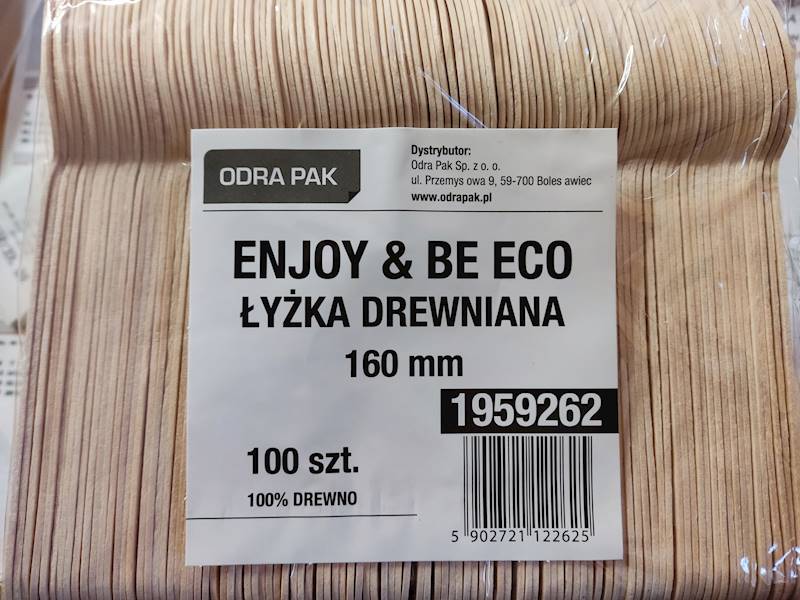 ODRA PAK
Dystrybutor:
Odra Pak Sp. z o. o.
ul. Przemys owa 9, 59-700 Boles awiec
www.odrapak.pl
ENJOY & BE ECO
ŁYŻKA DREWNIANA
160 mm
1959262
100 szt.
100% DREWNO
5 902721 122625